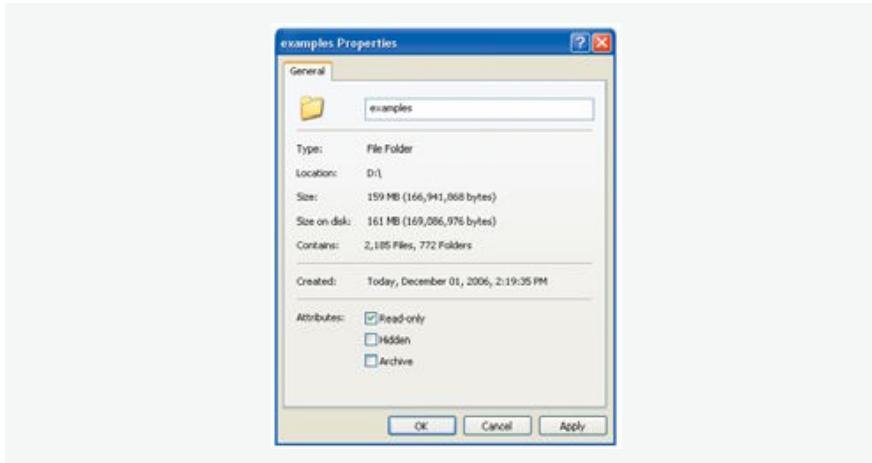 examples Properties
General
examples
Type: File Folder
Location: D:\
Size: 159 MB (166,941,868 bytes)
Size on disk: 161 MB (169,086,976 bytes)
Contains: 2,185 Files, 772 Folders
Created: Today, December 01, 2006, 2:19:35 PM
Attributes: Read-only
Hidden
Archive
OK Cancel Apply